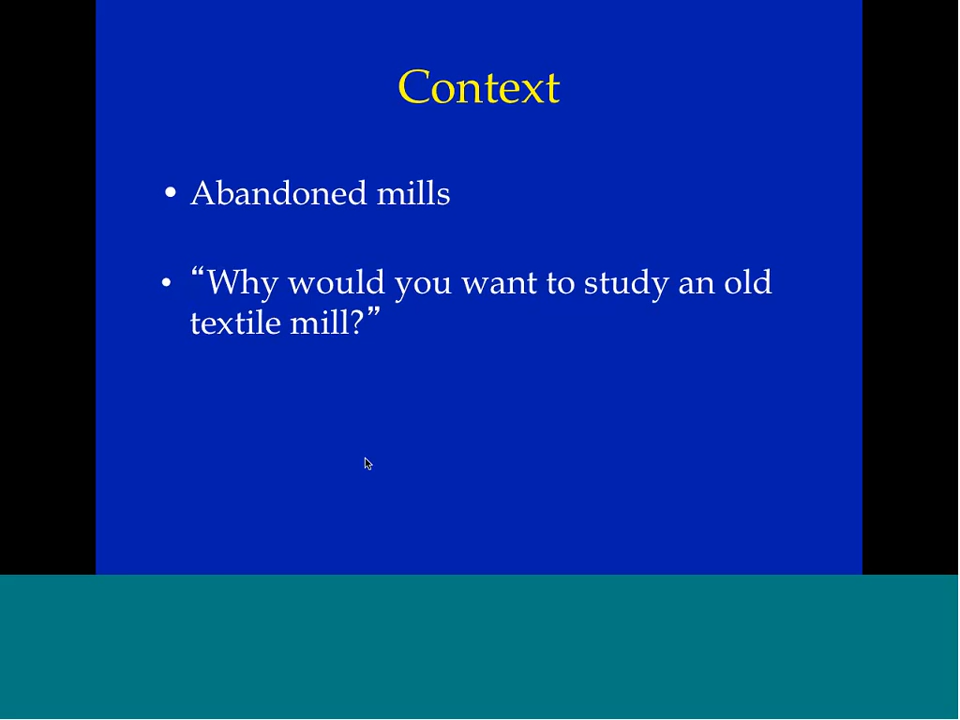 Context
• Abandoned mills
• “Why would you want to study an old
textile mill?”